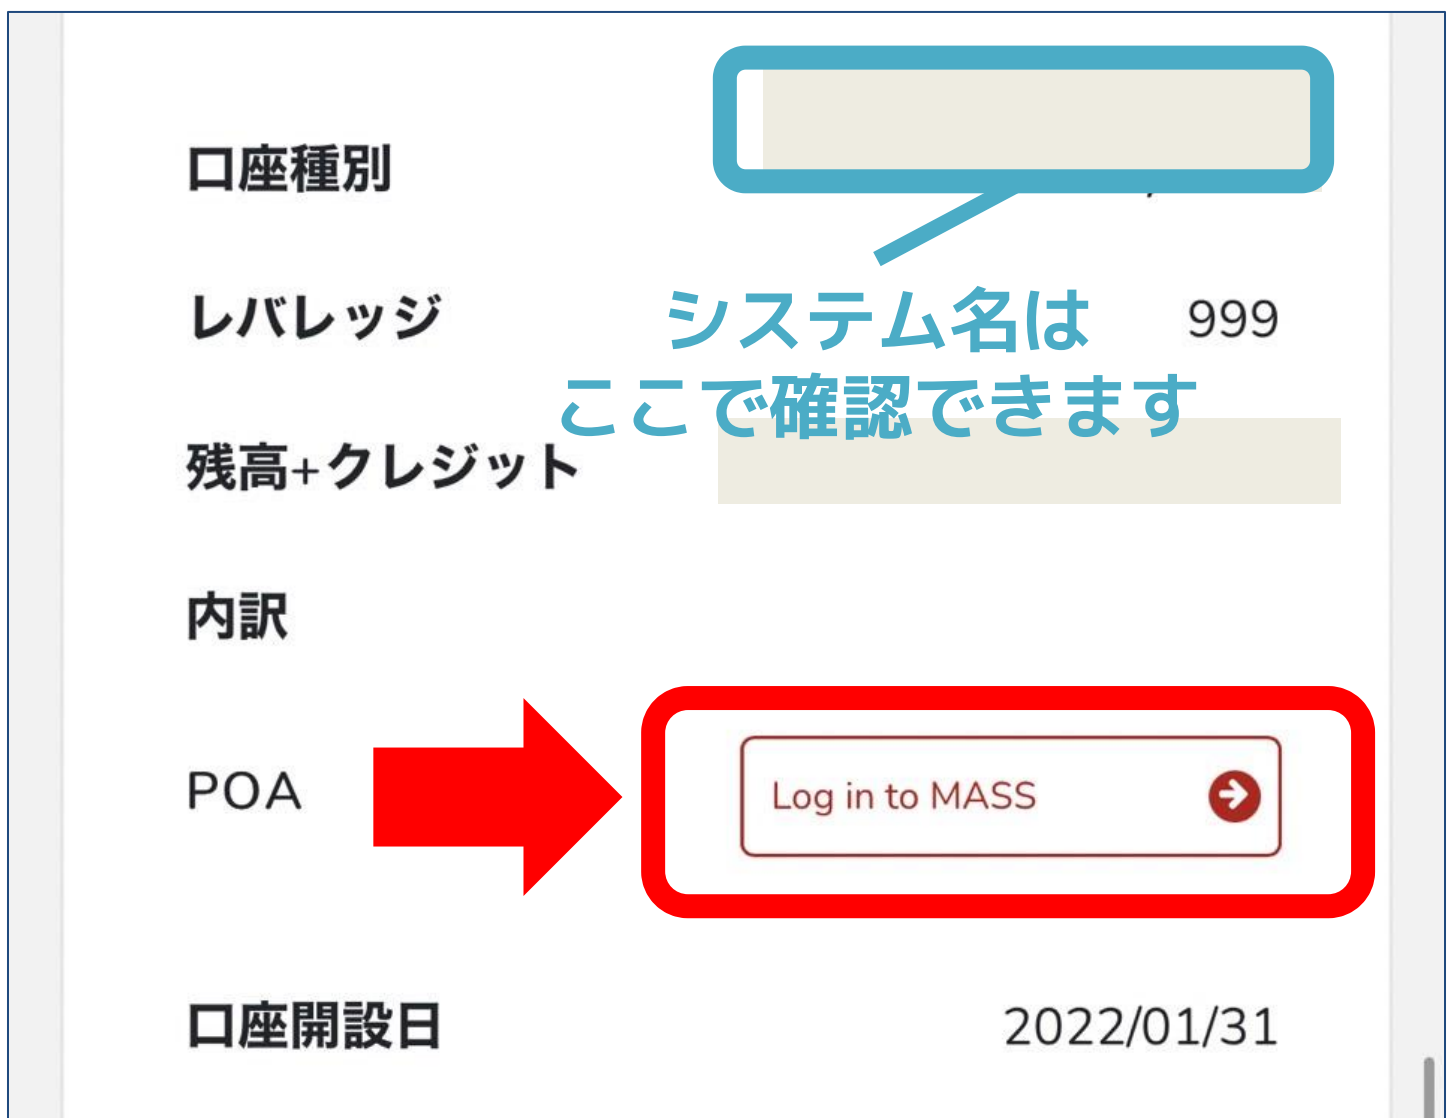 口座種別
レバレッジ
999
システム名は
ここで確認できます
残高+クレジット
内訳
POA
Log in to MASS
口座開設日
2022/01/31